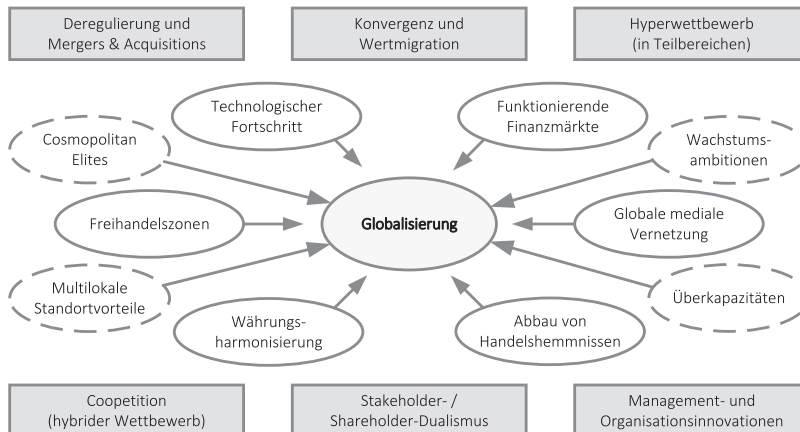 Deregulierung und
Mergers & Acquisitions
Konvergenz und
Wertmigration
Hyperwettbewerb
(in Teilbereichen)
Technologischer
Fortschritt
Funktionierende
Finanzmärkte
Cosmopolitan
Elites
Wachstums-
ambitionen
Freihandelszonen
Globalisierung
Globale mediale
Vernetzung
Multilokale
Standortvorteile
Überkapazitäten
Währungs-
harmonisierung
Abbau von
Handelshemmnissen
Coopetition
(hybrider Wettbewerb)
Stakeholder- /
Shareholder-Dualismus
Management- und
Organisationsinnovationen